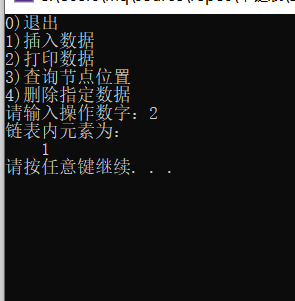 0)退出
1)插入数据
2)打印数据
3)查询节点位置
4)删除指定数据
请输入操作数字：2
链表内元素为：
1
请按任意键继续. . .